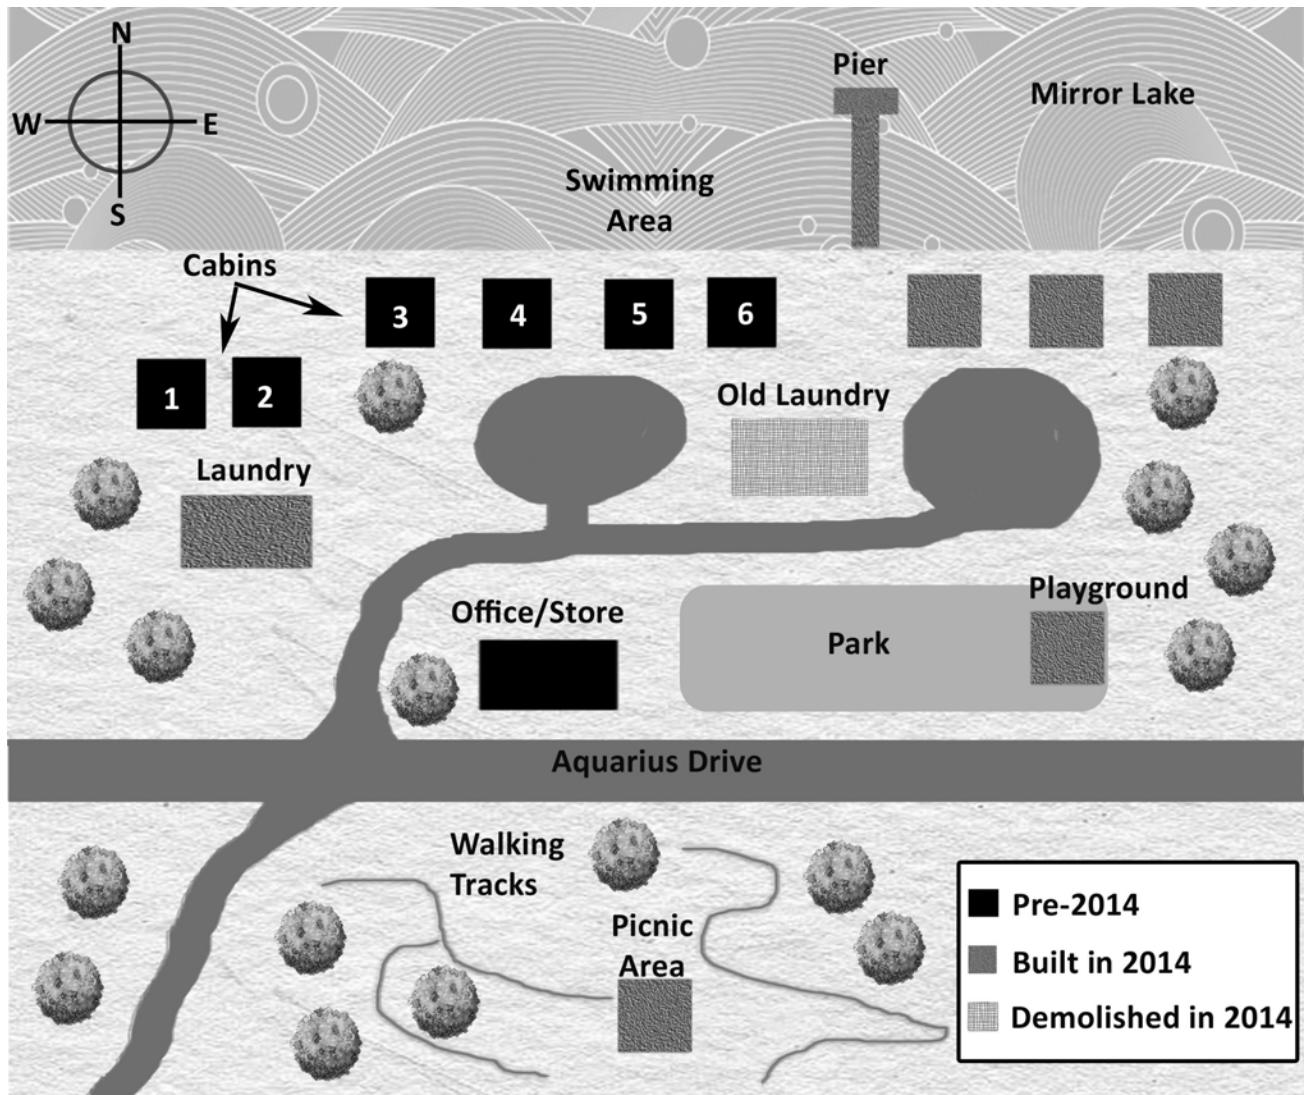 N
Pier
Mirror Lake
W
E
S
Swimming
Area
Cabins
3
4
5
6
1
2
Old Laundry
Laundry
Office/Store
Playground
Park
Aquarius Drive
Walking
Tracks
Picnic
Area
Pre-2014
Built in 2014
Demolished in 2014